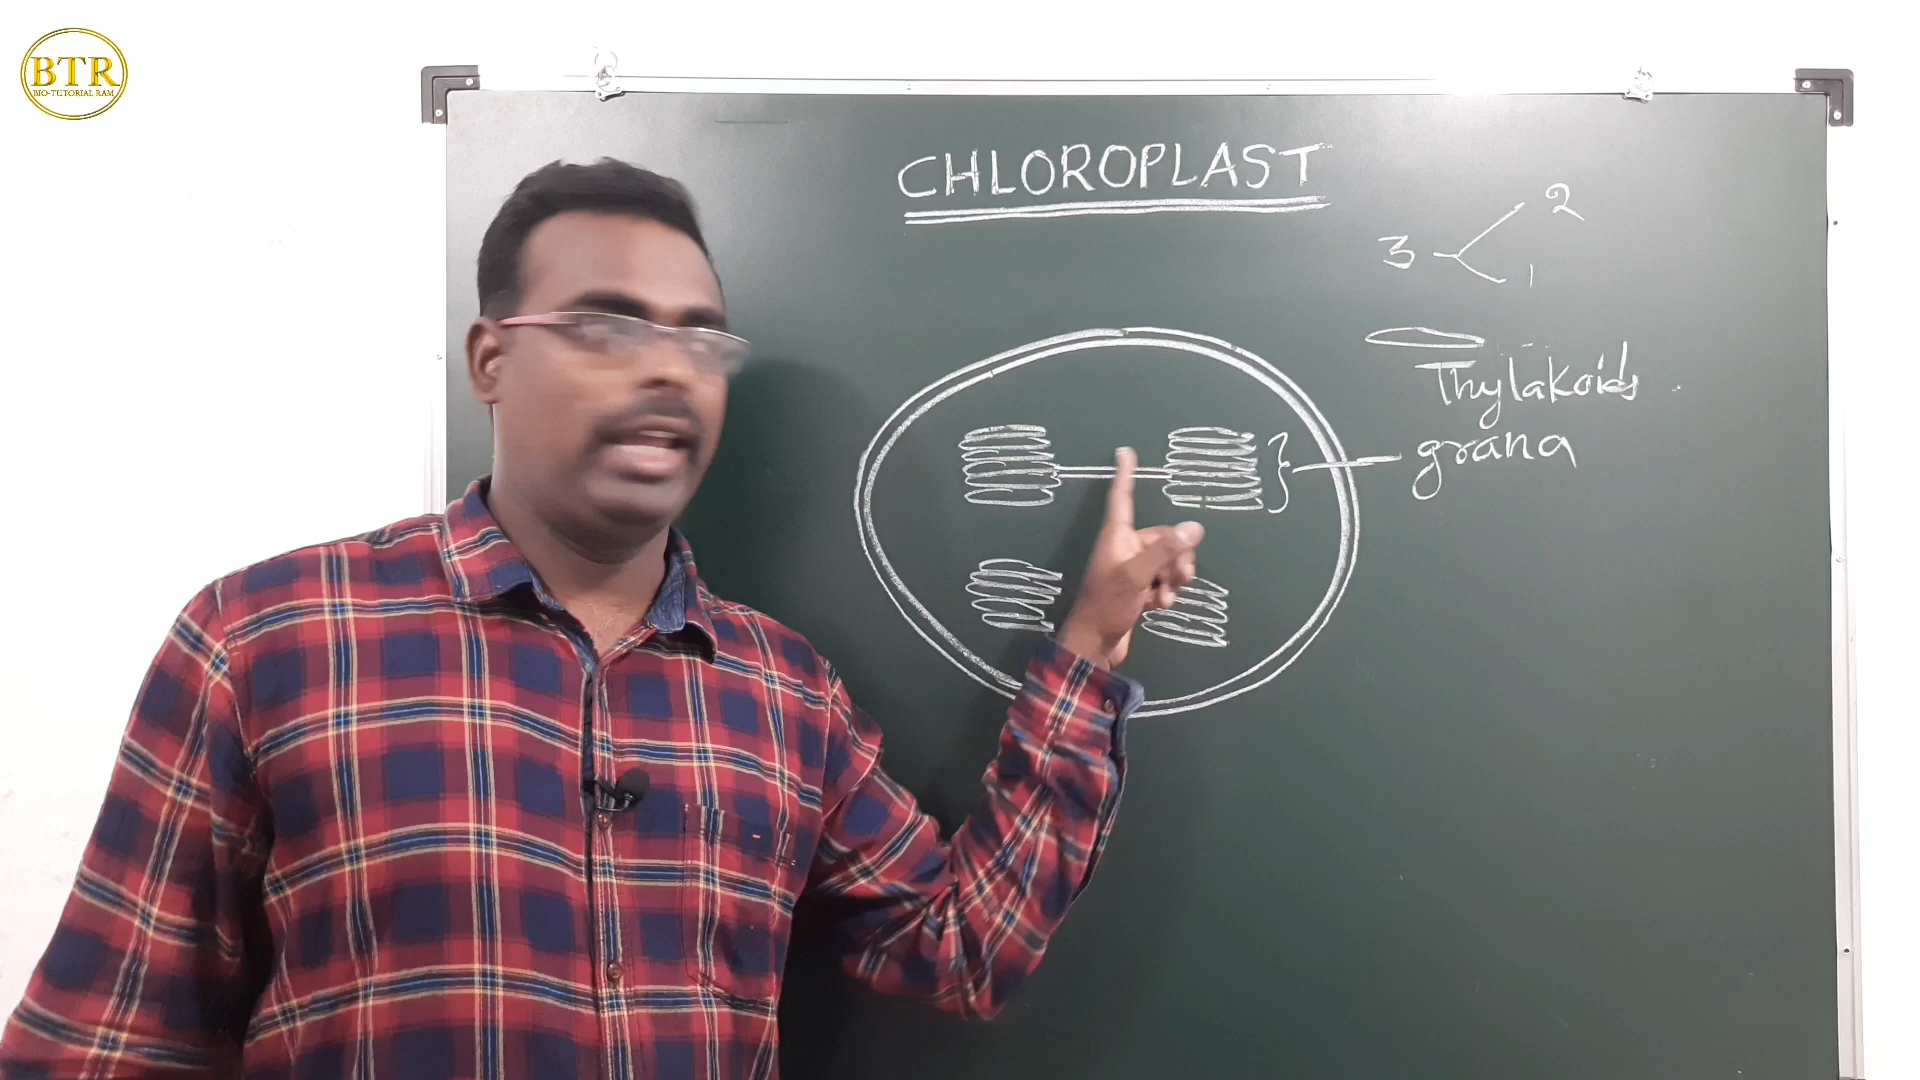 BTR
BIO-TUTORIAL RAM
CHLOROPLAST
3 2
1
Thylakoids
grana